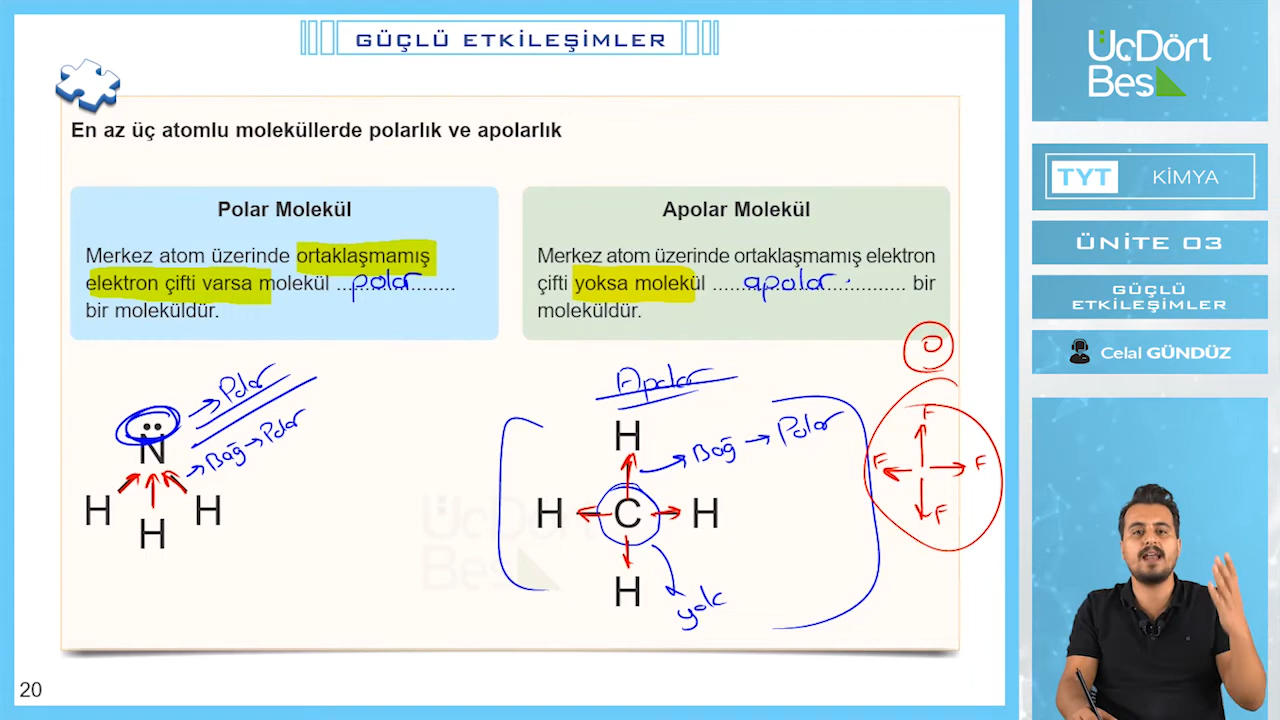 GÜÇLÜ ETKİLEŞİMLER
En az üç atomlu moleküllerde polarlık ve apolarlık
Polar Molekül
Merkez atom üzerinde ortaklaşmamış
elektron çifti varsa molekül ...polar...
bir moleküldür.
Apolar Molekül
Merkez atom üzerinde ortaklaşmamış elektron
çifti yoksa molekül ...apolar... bir
moleküldür.
Polar
Bağ → Polar
N
H
H
H
Apolar
H
Bağ → Polar
H C H
H
yok
0
F
F F
F
ÜçDört
Beş
20
ÜçDört
Beş
TYT KİMYA
ÜNİTE 03
GÜÇLÜ
ETKİLEŞİMLER
Celal GÜNDÜZ